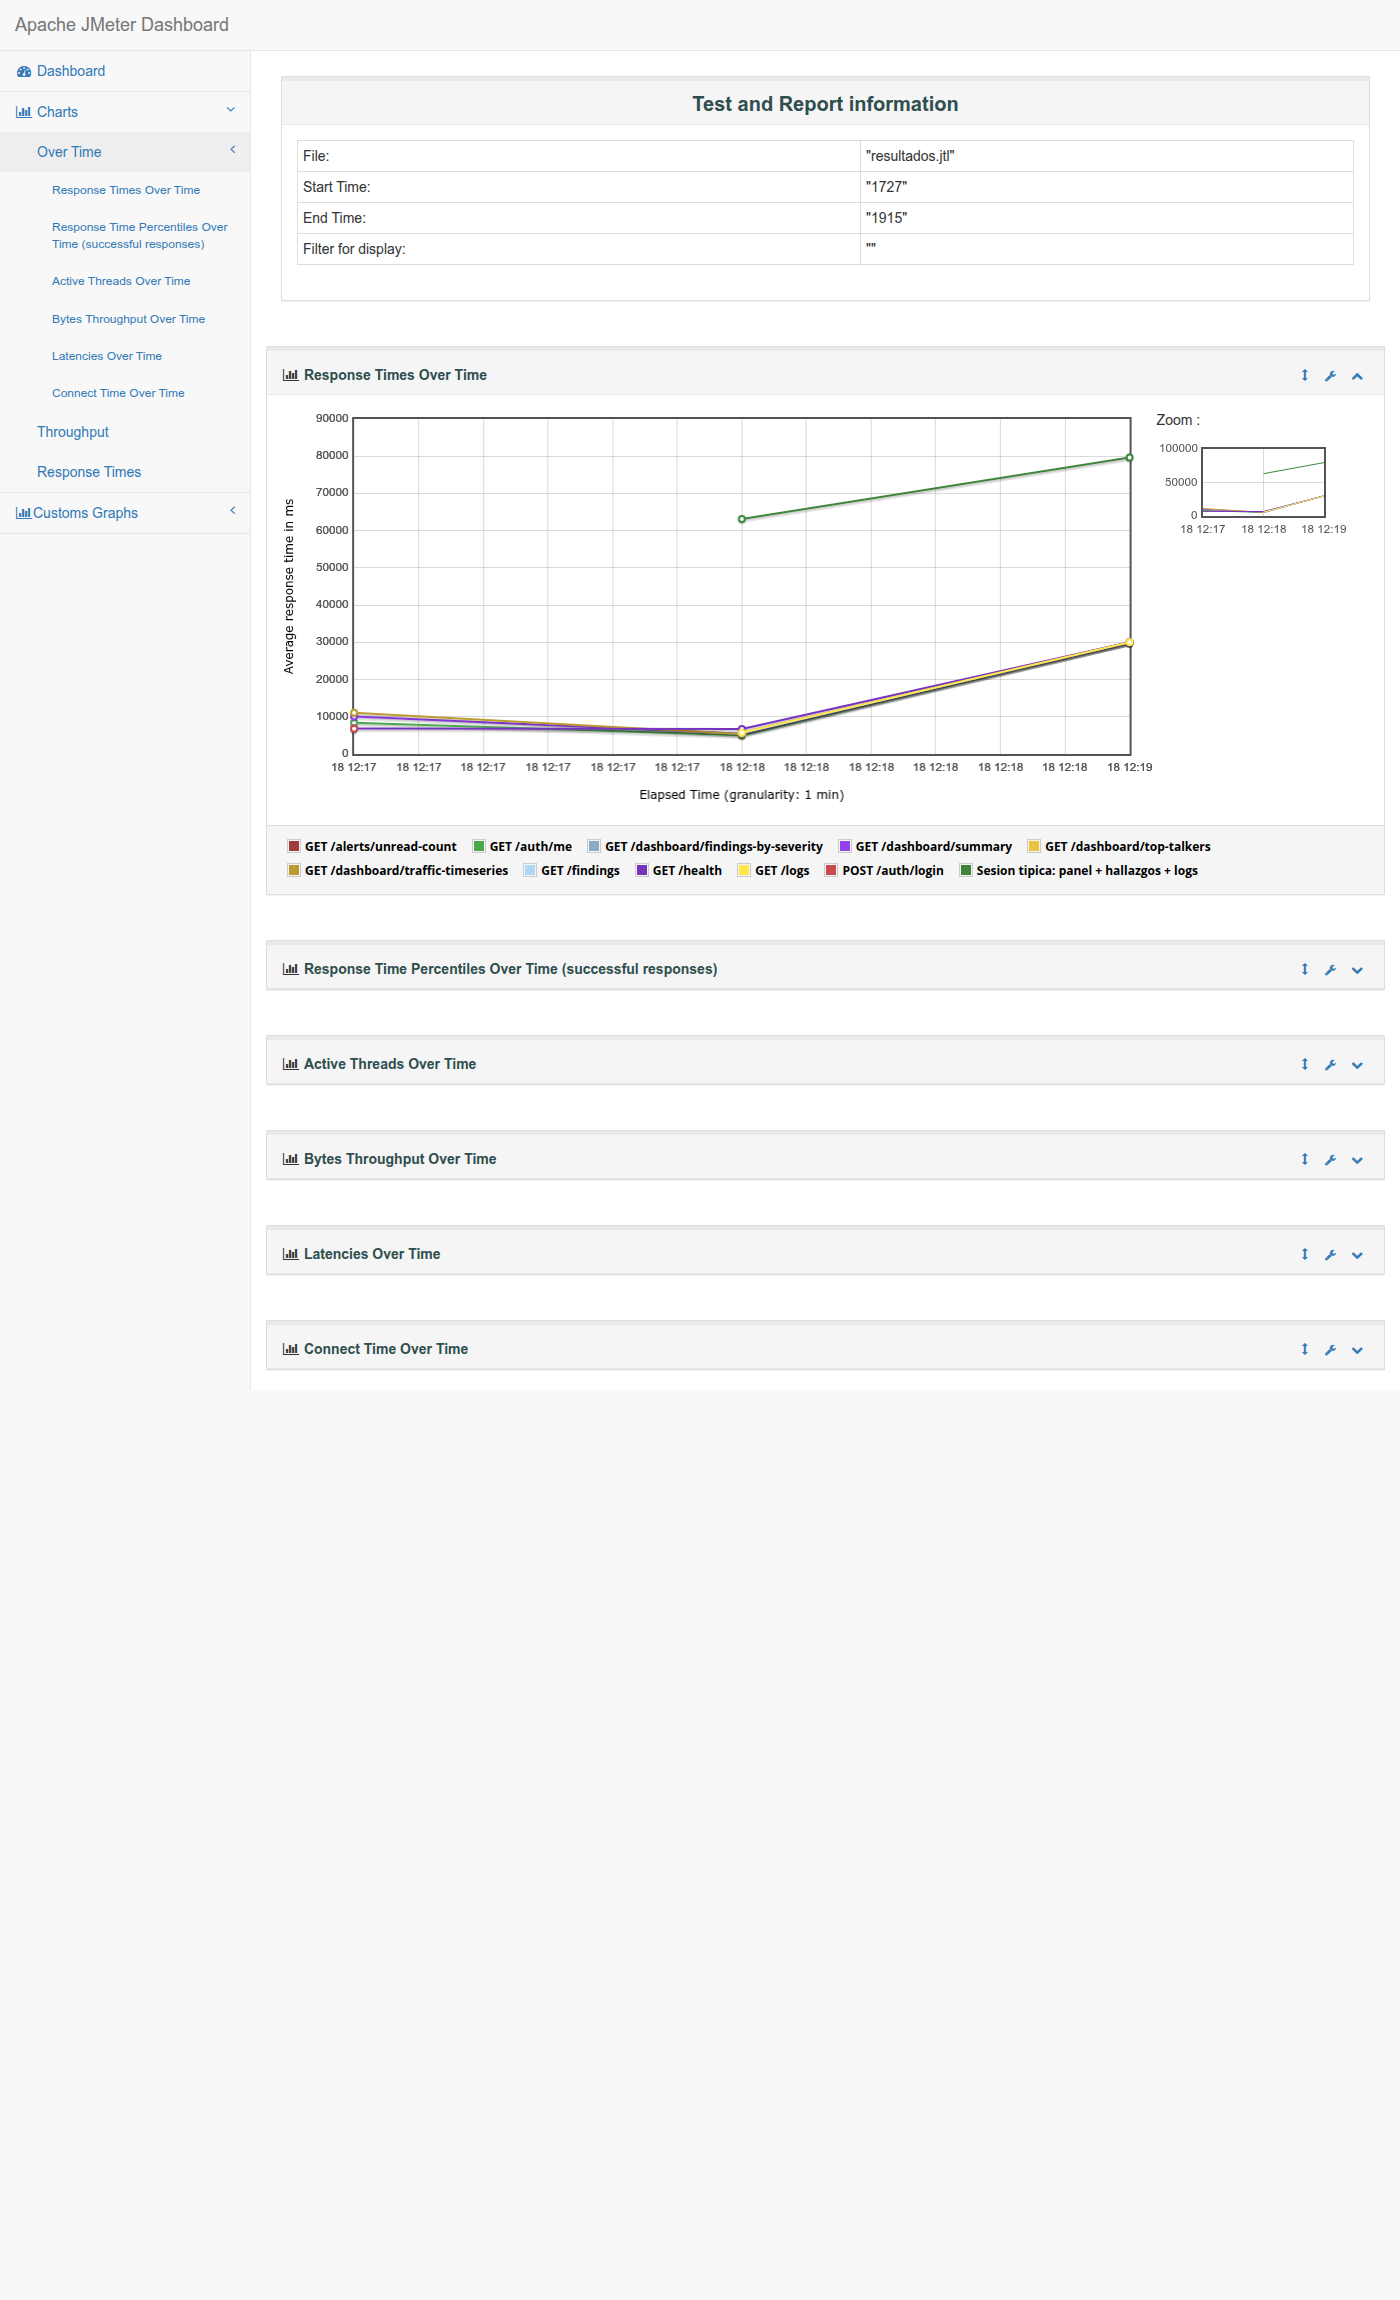 Apache JMeter Dashboard
Dashboard
Charts
Over Time
Response Times Over Time
Response Time Percentiles Over
Time (successful responses)
Active Threads Over Time
Bytes Throughput Over Time
Latencies Over Time
Connect Time Over Time
Throughput
Response Times
Customs Graphs
Test and Report information
File: "resultados.jtl"
Start Time: "1727"
End Time: "1915"
Filter for display: ""
Response Times Over Time
Average response time in ms
90000
80000
70000
60000
50000
40000
30000
20000
10000
0
18 12:17 18 12:17 18 12:17 18 12:17 18 12:17 18 12:17 18 12:18 18 12:18 18 12:18 18 12:18 18 12:18 18 12:18 18 12:19
Elapsed Time (granularity: 1 min)
Zoom :
100000
50000
0
18 12:17 18 12:18 18 12:19
GET /alerts/unread-count GET /auth/me GET /dashboard/findings-by-severity GET /dashboard/summary GET /dashboard/top-talkers
GET /dashboard/traffic-timeseries GET /findings GET /health GET /logs POST /auth/login Sesion tipica: panel + hallazgos + logs
Response Time Percentiles Over Time (successful responses)
Active Threads Over Time
Bytes Throughput Over Time
Latencies Over Time
Connect Time Over Time